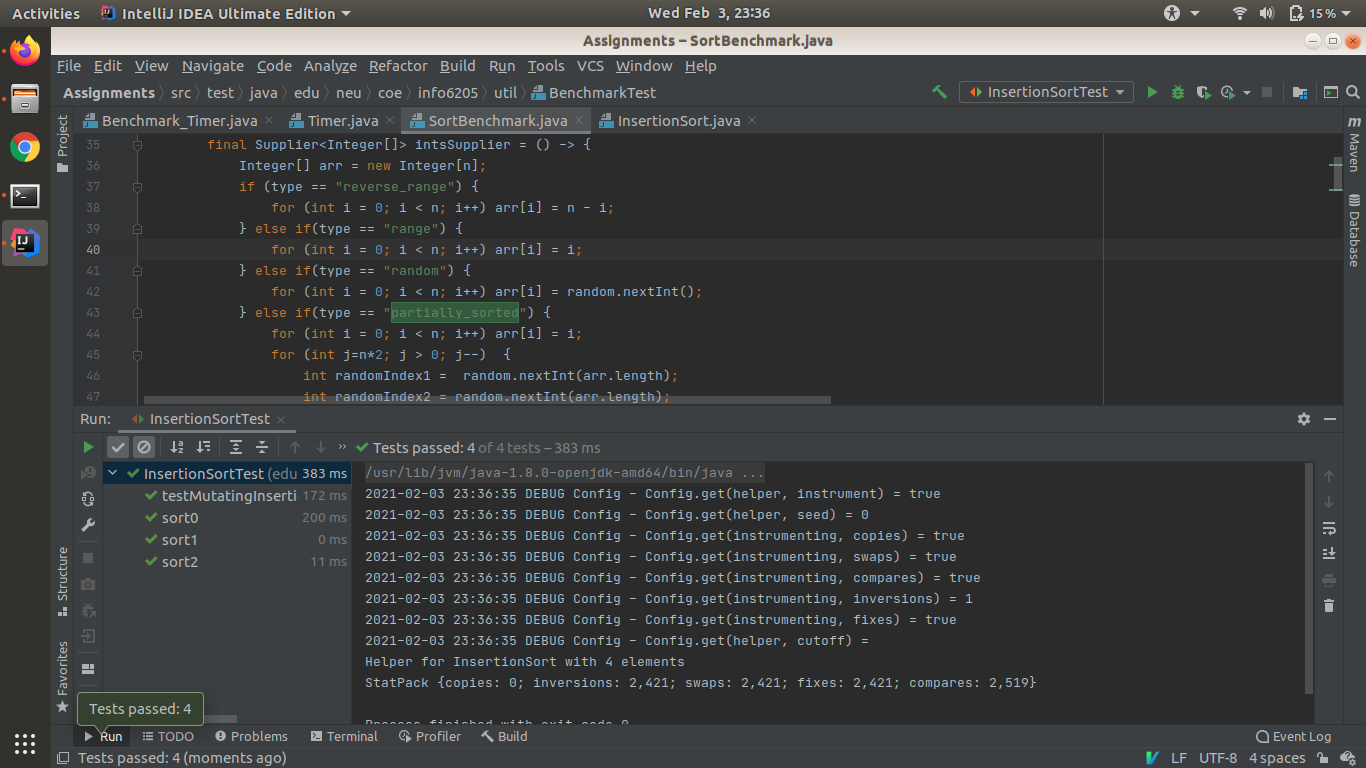 Activities IntelliJ IDEA Ultimate Edition Wed Feb 3, 23:36 15%
Assignments – SortBenchmark.java
File Edit View Navigate Code Analyze Refactor Build Run Tools VCS Window Help
Assignments src test java edu neu coe info6205 util BenchmarkTest InsertionSortTest
Project
Benchmark_Timer.java Timer.java SortBenchmark.java InsertionSort.java
Maven
Database
35 final Supplier<Integer[]> intsSupplier = () -> {
36 Integer[] arr = new Integer[n];
37 if (type == "reverse_range") {
38 for (int i = 0; i < n; i++) arr[i] = n - i;
39 } else if(type == "range") {
40 for (int i = 0; i < n; i++) arr[i] = i;
41 } else if(type == "random") {
42 for (int i = 0; i < n; i++) arr[i] = random.nextInt();
43 } else if(type == "partially_sorted") {
44 for (int i = 0; i < n; i++) arr[i] = i;
45 for (int j=n*2; j > 0; j--) {
46 int randomIndex1 = random.nextInt(arr.length);
47 int randomIndex2 = random.nextInt(arr.length);
Run: InsertionSortTest
Tests passed: 4 of 4 tests – 383 ms
InsertionSortTest (edu 383 ms
testMutatingInserti 172 ms
sort0 200 ms
sort1 0 ms
sort2 11 ms
/usr/lib/jvm/java-1.8.0-openjdk-amd64/bin/java ...
2021-02-03 23:36:35 DEBUG Config - Config.get(helper, instrument) = true
2021-02-03 23:36:35 DEBUG Config - Config.get(helper, seed) = 0
2021-02-03 23:36:35 DEBUG Config - Config.get(instrumenting, copies) = true
2021-02-03 23:36:35 DEBUG Config - Config.get(instrumenting, swaps) = true
2021-02-03 23:36:35 DEBUG Config - Config.get(instrumenting, compares) = true
2021-02-03 23:36:35 DEBUG Config - Config.get(instrumenting, inversions) = 1
2021-02-03 23:36:35 DEBUG Config - Config.get(instrumenting, fixes) = true
2021-02-03 23:36:35 DEBUG Config - Config.get(helper, cutoff) =
Helper for InsertionSort with 4 elements
StatPack {copies: 0; inversions: 2,421; swaps: 2,421; fixes: 2,421; compares: 2,519}
Process finished with exit code 0
Structure
Favorites
Tests passed: 4
Run TODO Problems Terminal Profiler Build Event Log
Tests passed: 4 (moments ago) LF UTF-8 4 spaces